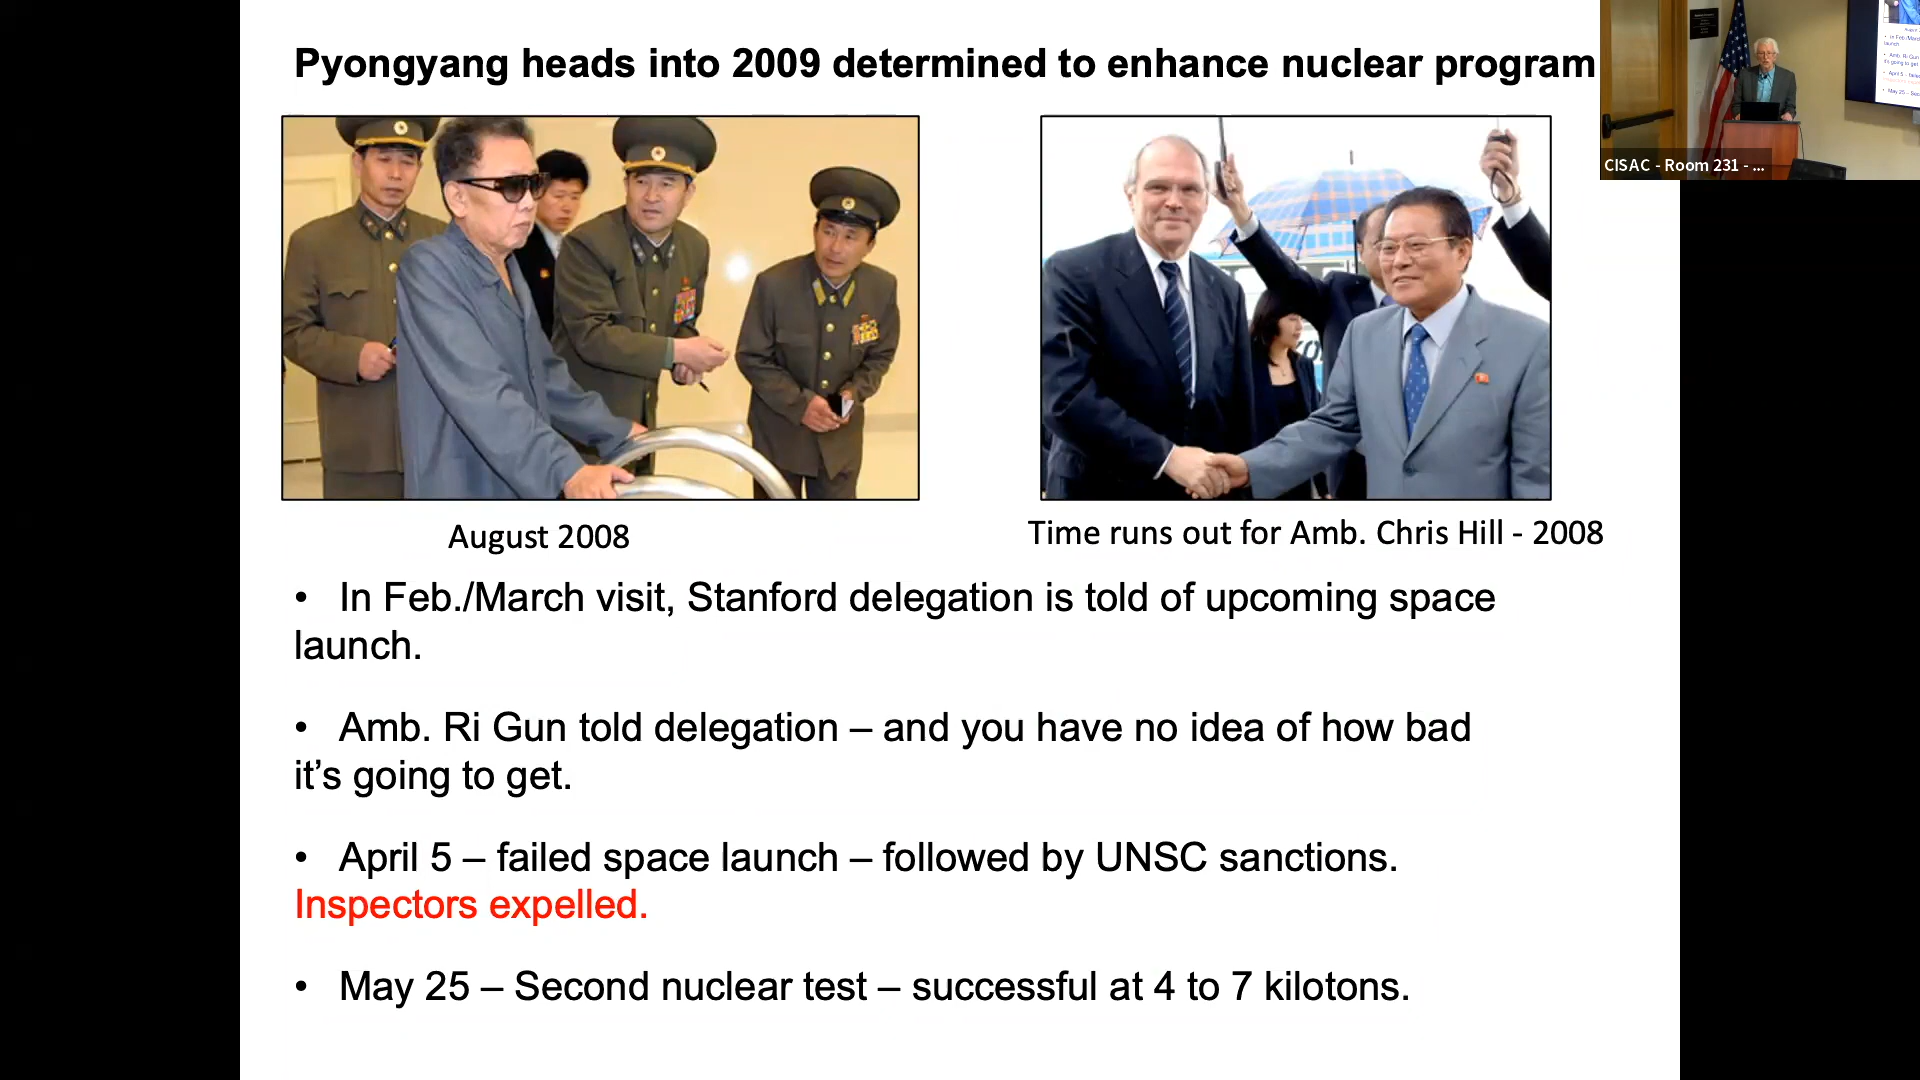 Pyongyang heads into 2009 determined to enhance nuclear program
CISAC - Room 231 - ...
August 2008
Time runs out for Amb. Chris Hill - 2008
• In Feb./March visit, Stanford delegation is told of upcoming space
launch.
• Amb. Ri Gun told delegation – and you have no idea of how bad
it’s going to get.
• April 5 – failed space launch – followed by UNSC sanctions.
Inspectors expelled.
• May 25 – Second nuclear test – successful at 4 to 7 kilotons.